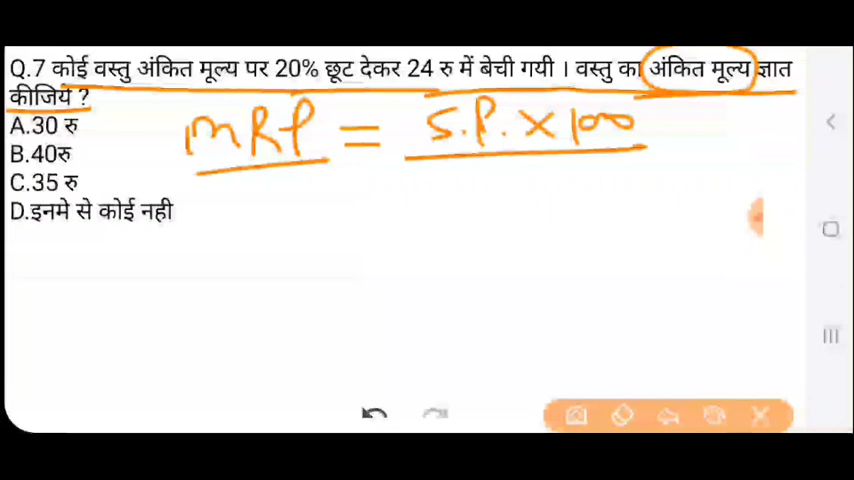 Q.7 कोई वस्तु अंकित मूल्य पर 20% छूट देकर 24 रु में बेची गयी । वस्तु का अंकित मूल्य ज्ञात
कीजिये ?
A.30 रु
B.40रु
C.35 रु
D.इनमे से कोई नही
MRP = S.P. × 100